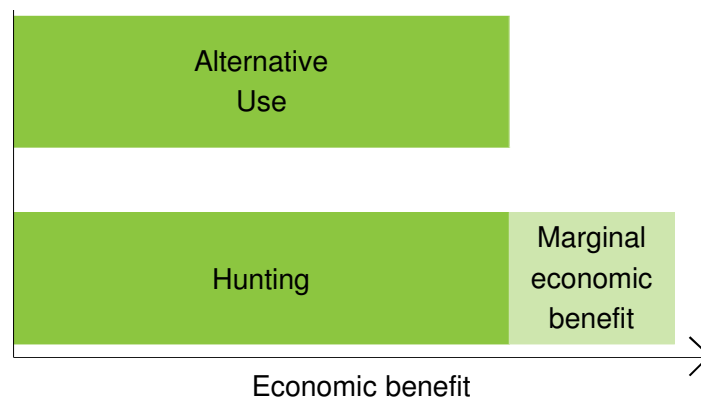 Alternative
Use
Hunting
Marginal
economic
benefit
Economic benefit